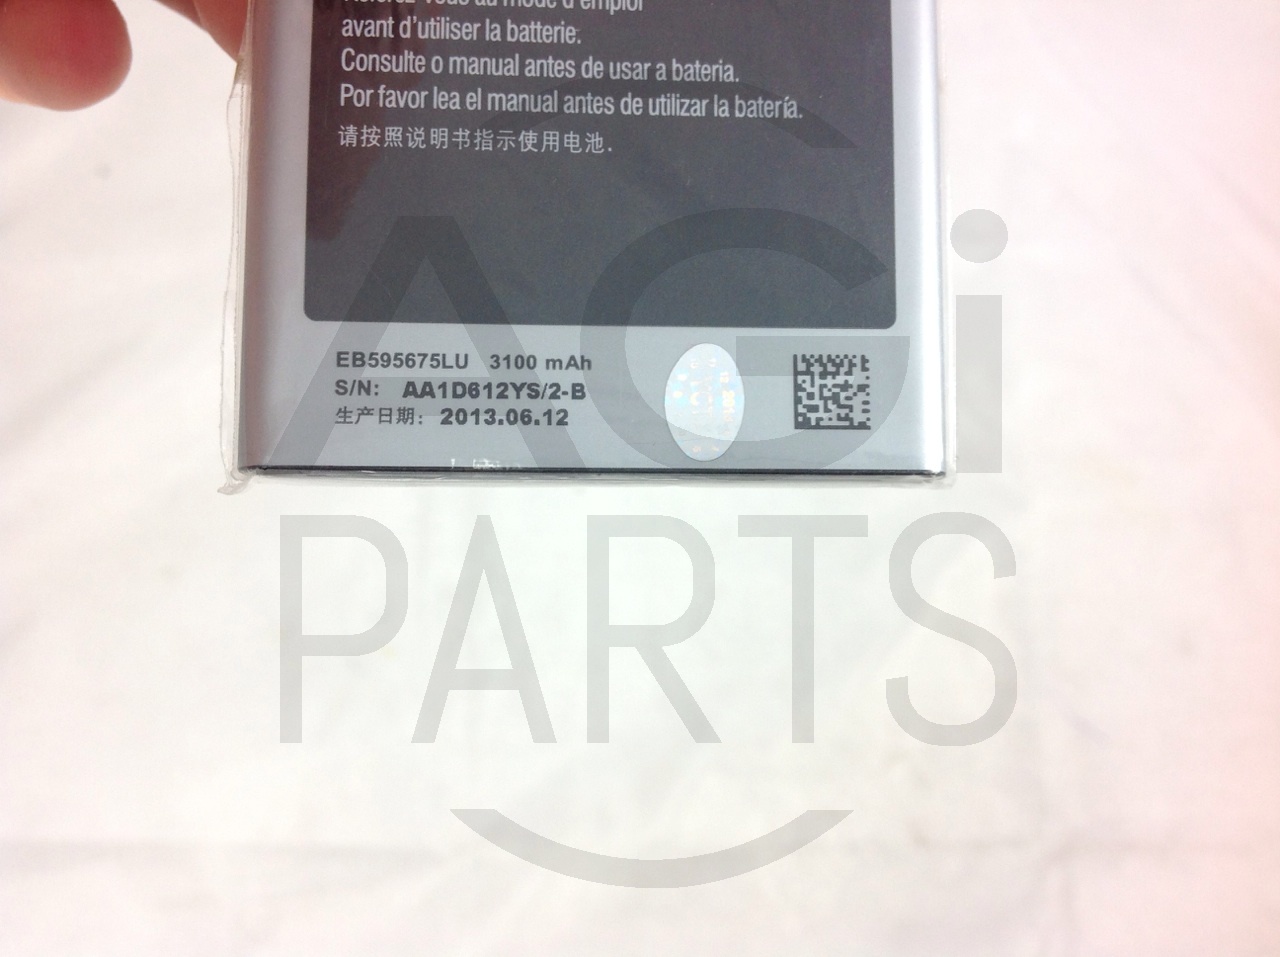 avant d'utiliser la batterie.
Consulte o manual antes de usar a bateria.
Por favor lea el manual antes de utilizar la batería.
请按照说明书指示使用电池.
EB595675LU 3100 mAh
S/N: AA1D612YS/2-B
生产日期: 2013.06.12
AGi
PARTS